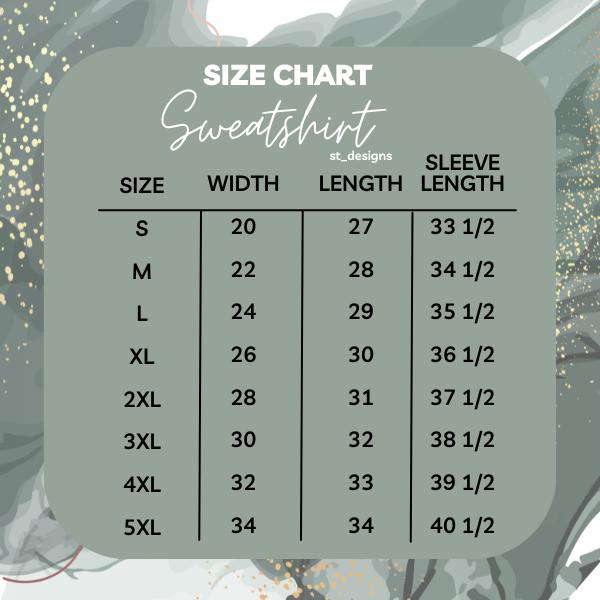 SIZE CHART
Sweatshirt
st_designs
SIZE WIDTH LENGTH SLEEVE LENGTH
S 20 27 33 1/2
M 22 28 34 1/2
L 24 29 35 1/2
XL 26 30 36 1/2
2XL 28 31 37 1/2
3XL 30 32 38 1/2
4XL 32 33 39 1/2
5XL 34 34 40 1/2